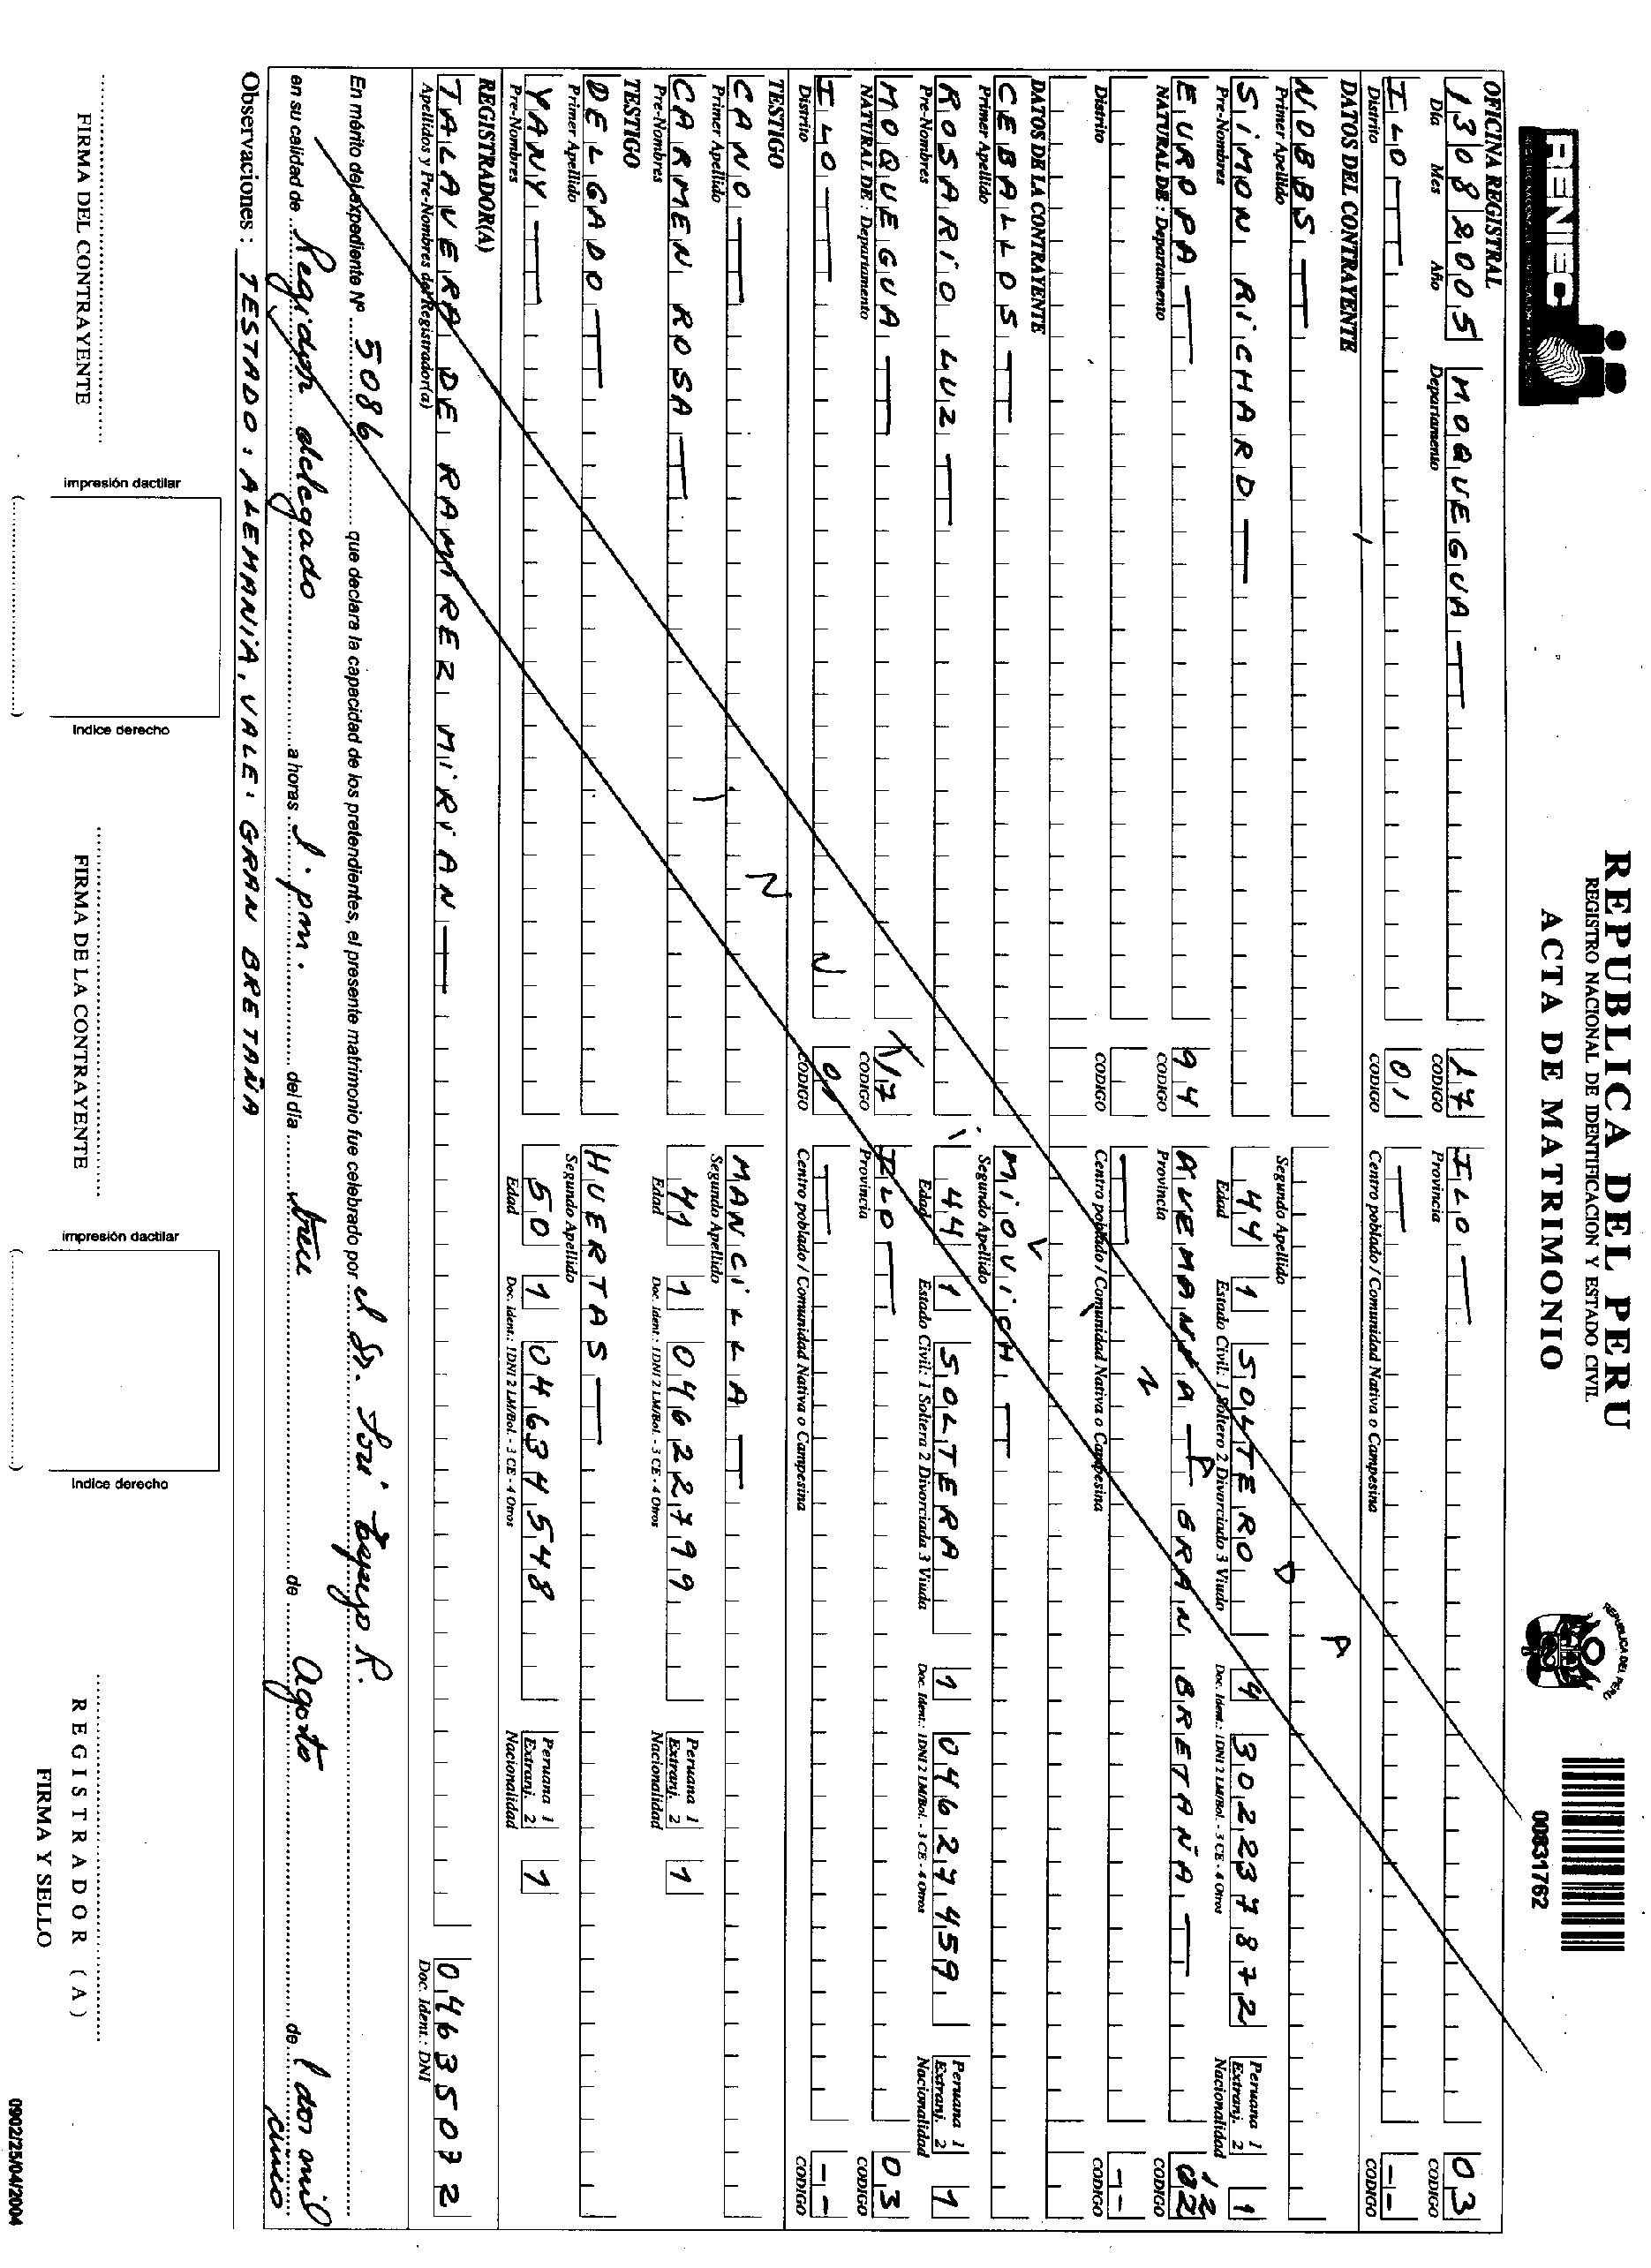 RENIEC
REPUBLICA DEL PERU
REGISTRO NACIONAL DE IDENTIFICACION Y ESTADO CIVIL
ACTA DE MATRIMONIO
REPUBLICA DEL PERU
00831762
OFICINA REGISTRAL
13 08 2005 MOQUEGUA 17 ILO 03
Día Mes Año Departamento CODIGO Provincia CODIGO
ILO 01 --
Distrito CODIGO Centro poblado / Comunidad Nativa o Campesina CODIGO
DATOS DEL CONTRAYENTE
NOBBS
Primer Apellido Segundo Apellido
SIMON RICHARD 44 1 SOLTERO 4 302237872 Peruana 1 Extranj. 2 1
Pre-Nombres Edad Estado Civil: 1 Soltero 2 Divorciado 3 Viudo Doc. Ident.: 1DNI 2 LM/Bol. - 3 CE - 4 Otros Nacionalidad
EUROPA 94 ALEMANIA GRAN BRETAÑA
NATURAL DE : Departamento CODIGO Provincia CODIGO
--
Distrito CODIGO Centro poblado / Comunidad Nativa o Campesina CODIGO
DATOS DE LA CONTRAYENTE
CEBALLOS MIOVICH
Primer Apellido Segundo Apellido
ROSARIO LUZ 44 1 SOLTERA 1 04627459 Peruana 1 Extranj. 2 1
Pre-Nombres Edad Estado Civil: 1 Soltera 2 Divorciada 3 Viuda Doc. Ident.: 1DNI 2 LM/Bol. - 3 CE - 4 Otros Nacionalidad
MOQUEGUA 17 ILO 03
NATURAL DE : Departamento CODIGO Provincia CODIGO
ILO 01 --
Distrito CODIGO Centro poblado / Comunidad Nativa o Campesina CODIGO
TESTIGO
CANO MANCILLA
Primer Apellido Segundo Apellido
CARMEN ROSA 41 1 04622799 Peruana 1 Extranj. 2 1
Pre-Nombres Edad Doc. Ident.: 1DNI 2 LM/Bol. - 3 CE - 4 Otros Nacionalidad
TESTIGO
DELGADO HUERTAS
Primer Apellido Segundo Apellido
YANY 50 1 04634548 Peruana 1 Extranj. 2 1
Pre-Nombres Edad Doc. Ident.: 1DNI 2 LM/Bol. - 3 CE - 4 Otros Nacionalidad
REGISTRADOR(A)
TALAVERA DE RAMIREZ MIRIAN 04635072
Apellidos y Pre-Nombres del Registrador(a) Doc. Ident.: DNI
En mérito del expediente Nº 5086 que declara la capacidad de los pretendientes, el presente matrimonio fue celebrado por el Sr. R.
en su calidad de Regidor delegado a horas 1. pm. del día trece de Agosto de l dos mil cinco
Observaciones : TESTADO : ALEMANIA, VALE: GRAN BRETAÑA
impresión dactilar impresión dactilar
FIRMA DEL CONTRAYENTE FIRMA DE LA CONTRAYENTE REGISTRADOR (A)
FIRMA Y SELLO
Indice derecho Indice derecho
0902/25/04/2004